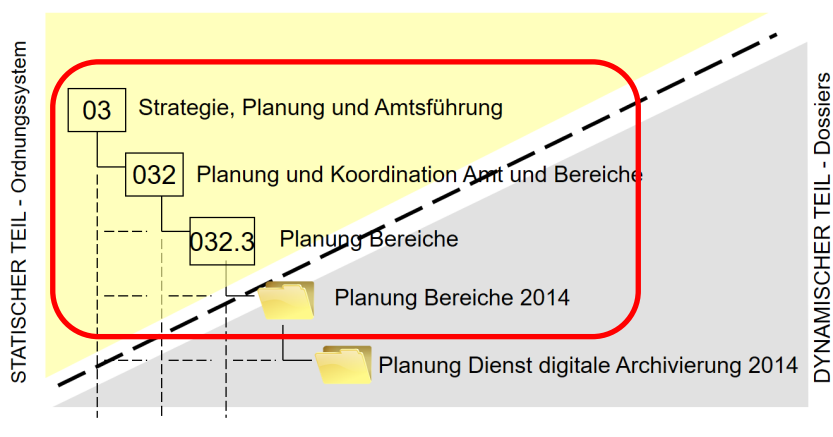 STATISCHER TEIL - Ordnungssystem
03 Strategie, Planung und Amtsführung
032 Planung und Koordination Amt und Bereiche
032.3 Planung Bereiche
Planung Bereiche 2014
Planung Dienst digitale Archivierung 2014
DYNAMISCHER TEIL - Dossiers